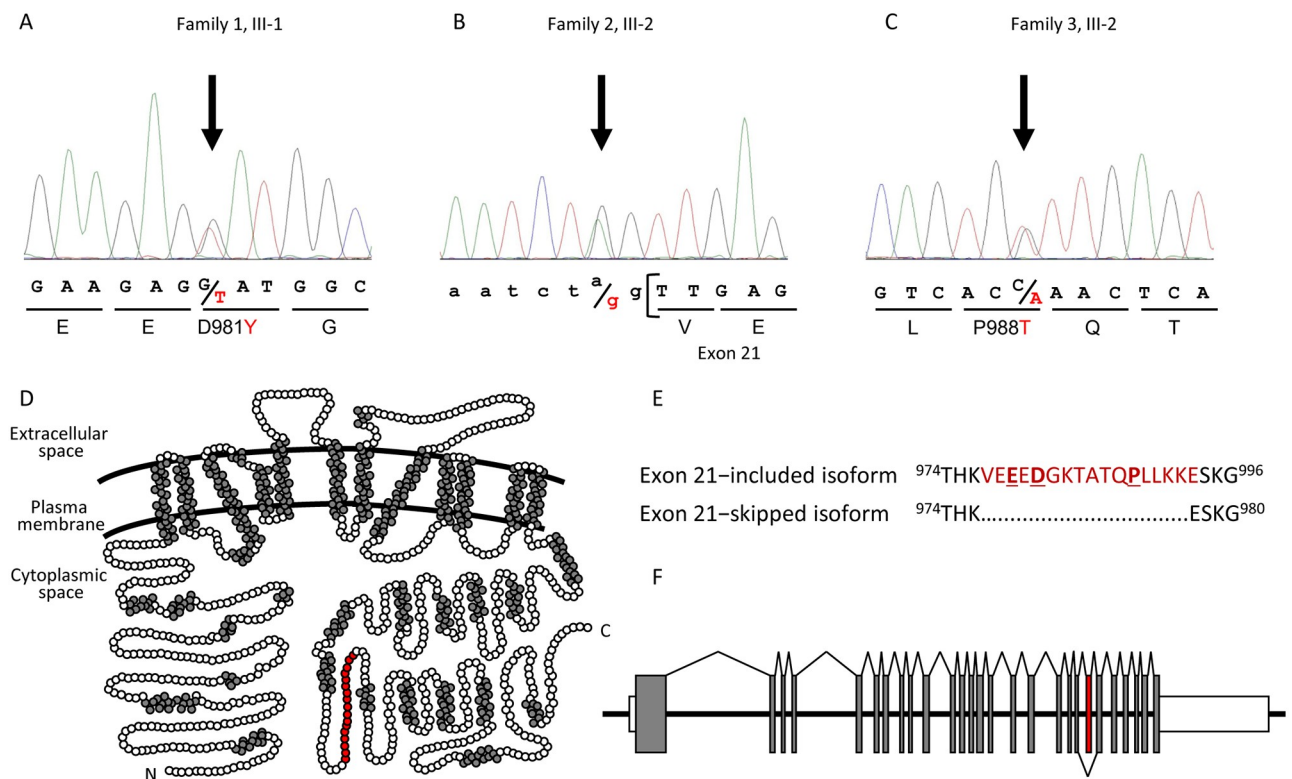 A
Family 1, III-1
G A A G A G G/T A T G G C
E E D981Y G
B
Family 2, III-2
a a t c t a/g g [T T G A G
V E
Exon 21
C
Family 3, III-2
G T C A C C/A A A C T C A
L P988T Q T
D
Extracellular
space
Plasma
membrane
Cytoplasmic
space
N
C
E
Exon 21–included isoform 974THKVEEEDGKTATQPLLKKESKG996
Exon 21–skipped isoform 974THK..................................ESKG980
F